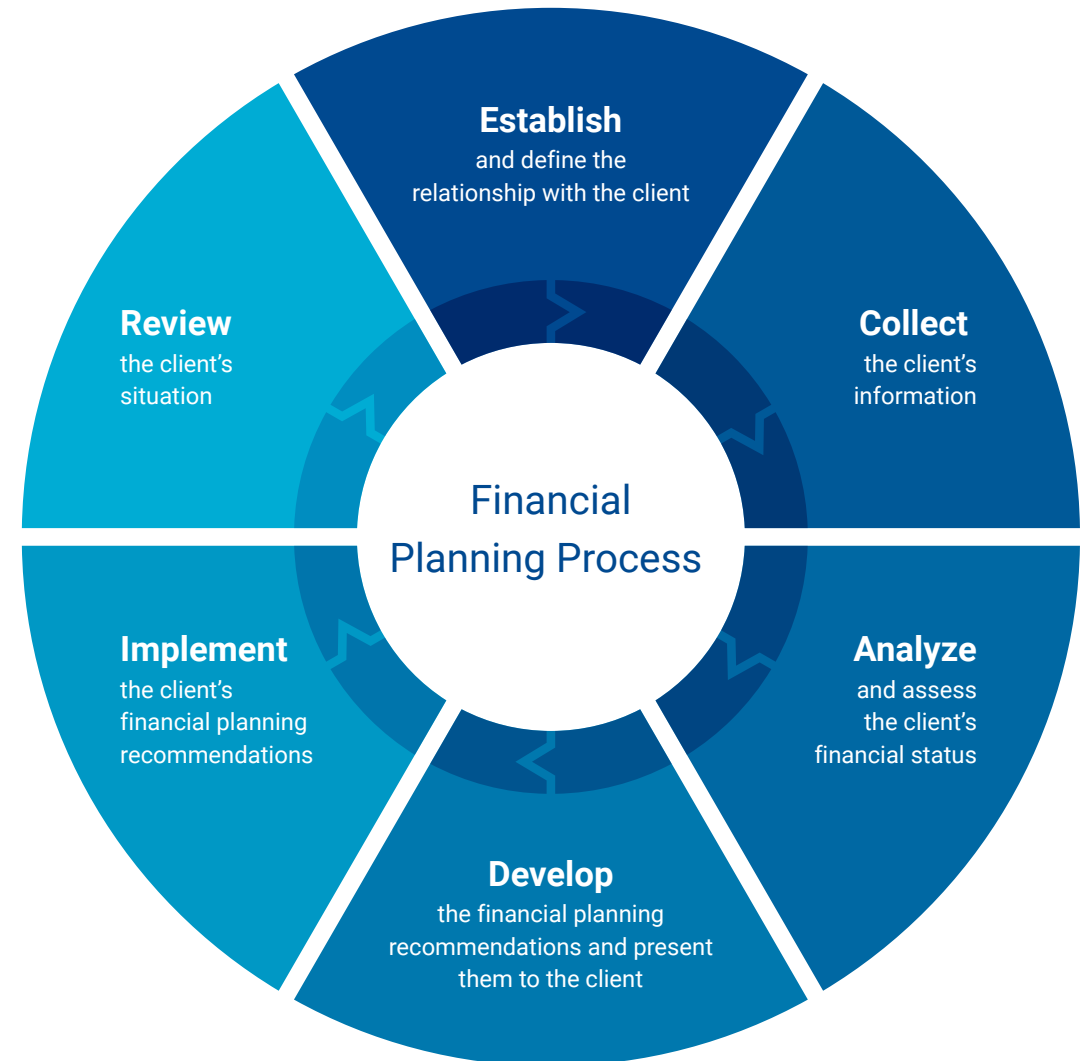 Establish
and define the
relationship with the client
Collect
the client's
information
Analyze
and assess
the client's
financial status
Develop
the financial planning
recommendations and present
them to the client
Implement
the client's
financial planning
recommendations
Review
the client's
situation
Financial
Planning Process